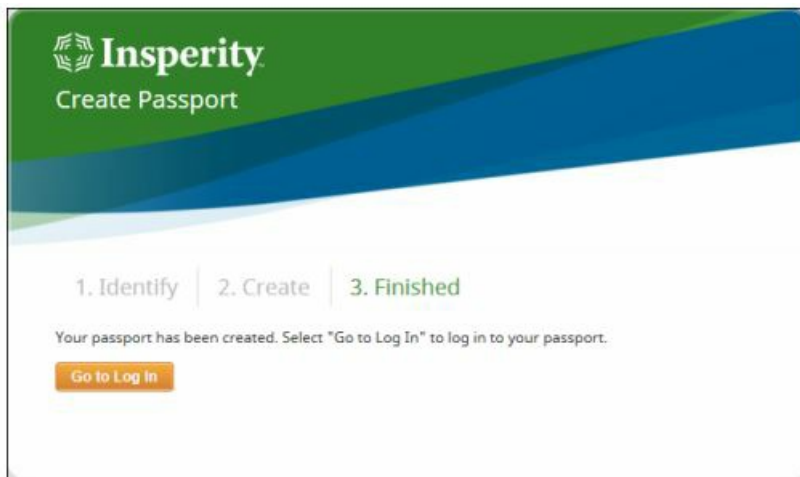 Insperity
Create Passport
1. Identify
2. Create
3. Finished
Your passport has been created. Select "Go to Log In" to log in to your passport.
Go to Log In